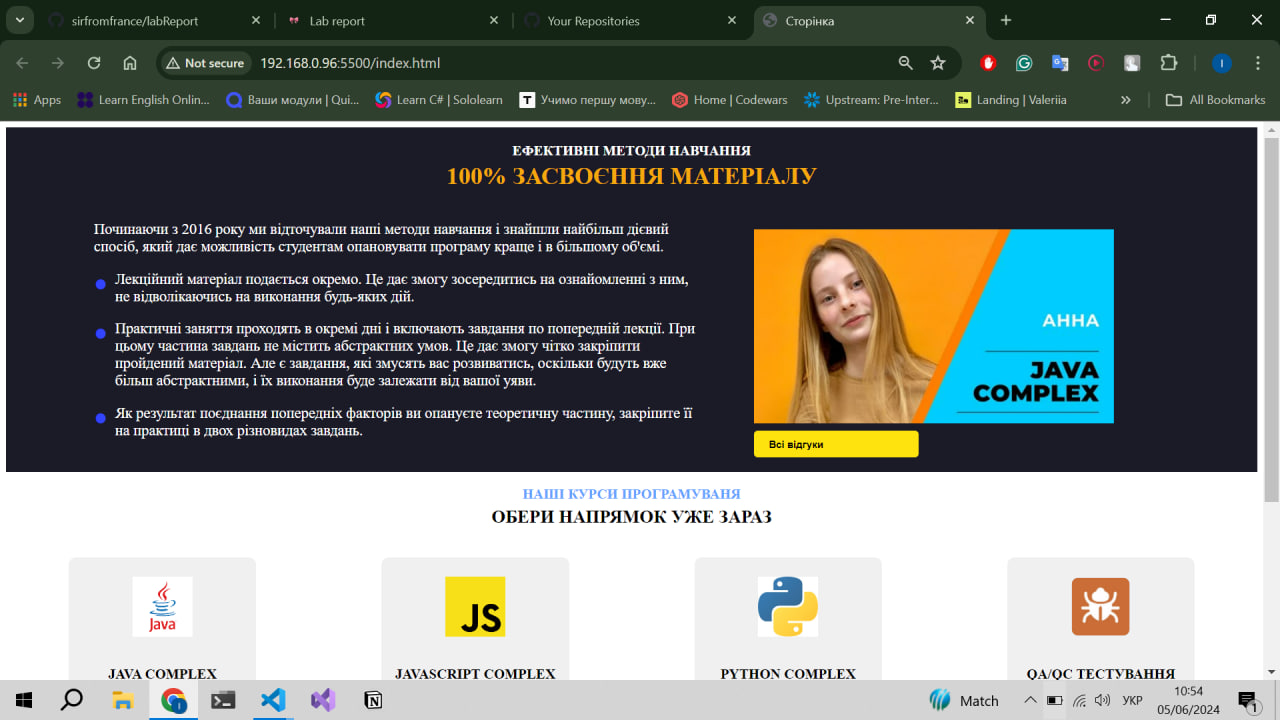 sirfromfrance/labReport
Lab report
Your Repositories
Сторінка
Not secure
192.168.0.96:5500/index.html
Apps
Learn English Onlin...
Ваши модули | Qui...
Learn C# | Sololearn
Учимо першу мову...
Home | Codewars
Upstream: Pre-Inter...
Landing | Valeriia
All Bookmarks
ЕФЕКТИВНІ МЕТОДИ НАВЧАННЯ
100% ЗАСВОЄННЯ МАТЕРІАЛУ
Починаючи з 2016 року ми відточували наші методи навчання і знайшли найбільш дієвий
спосіб, який дає можливість студентам опановувати програму краще і в більшому об'ємі.
Лекційний матеріал подається окремо. Це дає змогу зосередитись на ознайомленні з ним,
не відволікаючись на виконання будь-яких дій.
Практичні заняття проходять в окремі дні і включають завдання по попередній лекції. При
цьому частина завдань не містить абстрактних умов. Це дає змогу чітко закріпити
пройдений матеріал. Але є завдання, які змусять вас розвиватись, оскільки будуть вже
більш абстрактними, і їх виконання буде залежати від вашої уяви.
Як результат поєднання попередніх факторів ви опануєте теоретичну частину, закріпите її
на практиці в двох різновидах завдань.
АННА
JAVA
COMPLEX
Всі відгуки
НАШІ КУРСИ ПРОГРАМУВАНЯ
ОБЕРИ НАПРЯМОК УЖЕ ЗАРАЗ
Java
JS
JAVA COMPLEX
JAVASCRIPT COMPLEX
PYTHON COMPLEX
QA/QC ТЕСТУВАННЯ
Match
УКР
10:54
05/06/2024
1